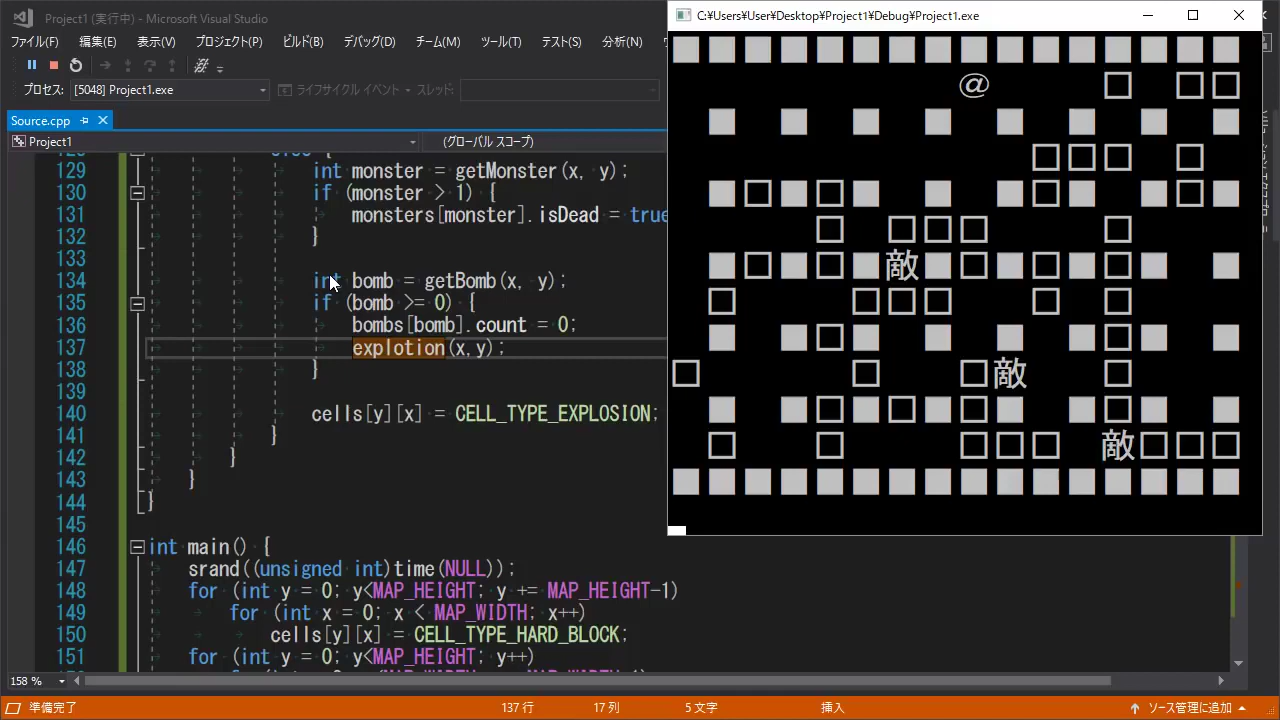 Project1 (実行中) - Microsoft Visual Studio
ファイル(F) 編集(E) 表示(V) プロジェクト(P) ビルド(B) デバッグ(D) チーム(M) ツール(T) テスト(S) 分析(N)
プロセス: [5048] Project1.exe ライフサイクル イベント スレッド:
Source.cpp
Project1 (グローバル スコープ)
129 int monster = getMonster(x, y);
130 if (monster > 1) {
131 monsters[monster].isDead = true
132 }
133
134 int bomb = getBomb(x, y);
135 if (bomb >= 0) {
136 bombs[bomb].count = 0;
137 explotion(x,y);
138 }
139
140 cells[y][x] = CELL_TYPE_EXPLOSION;
141 }
142 }
143 }
144 }
145
146 int main() {
147 srand((unsigned int)time(NULL));
148 for (int y = 0; y<MAP_HEIGHT; y += MAP_HEIGHT-1)
149 for (int x = 0; x < MAP_WIDTH; x++)
150 cells[y][x] = CELL_TYPE_HARD_BLOCK;
151 for (int y = 0; y<MAP_HEIGHT; y++)
158 %
準備完了 137 行 17 列 5 文字 挿入 ソース管理に追加
C:¥Users¥User¥Desktop¥Project1¥Debug¥Project1.exe
@
敵
敵
敵